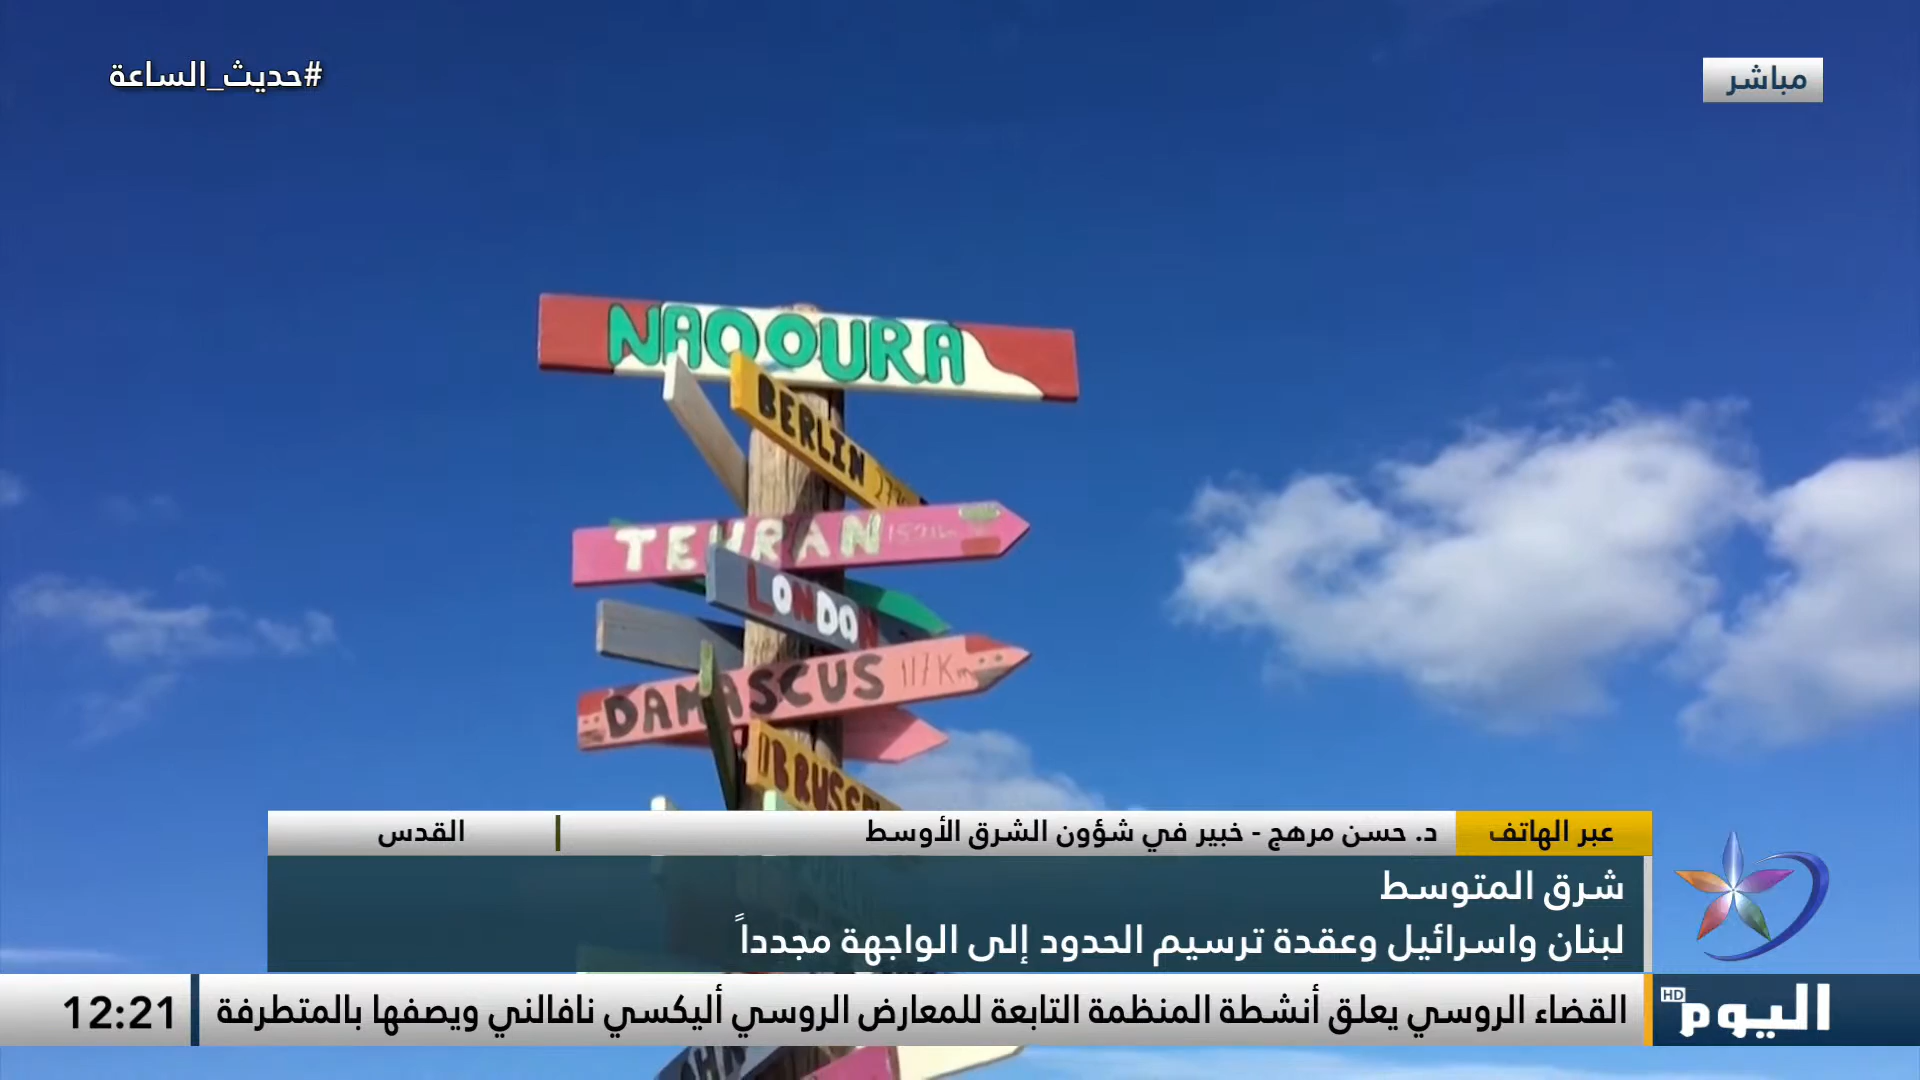 #حديث_الساعة
مباشر
NAQOURA
BERLIN
TEHRAN
LONDON
DAMASCUS 117Km
عبر الهاتف
د. حسن مرهج - خبير في شؤون الشرق الأوسط
القدس
شرق المتوسط
لبنان واسرائيل وعقدة ترسيم الحدود إلى الواجهة مجدداً
القضاء الروسي يعلق أنشطة المنظمة التابعة للمعارض الروسي أليكسي نافالني ويصفها بالمتطرفة
12:21
اليوم HD